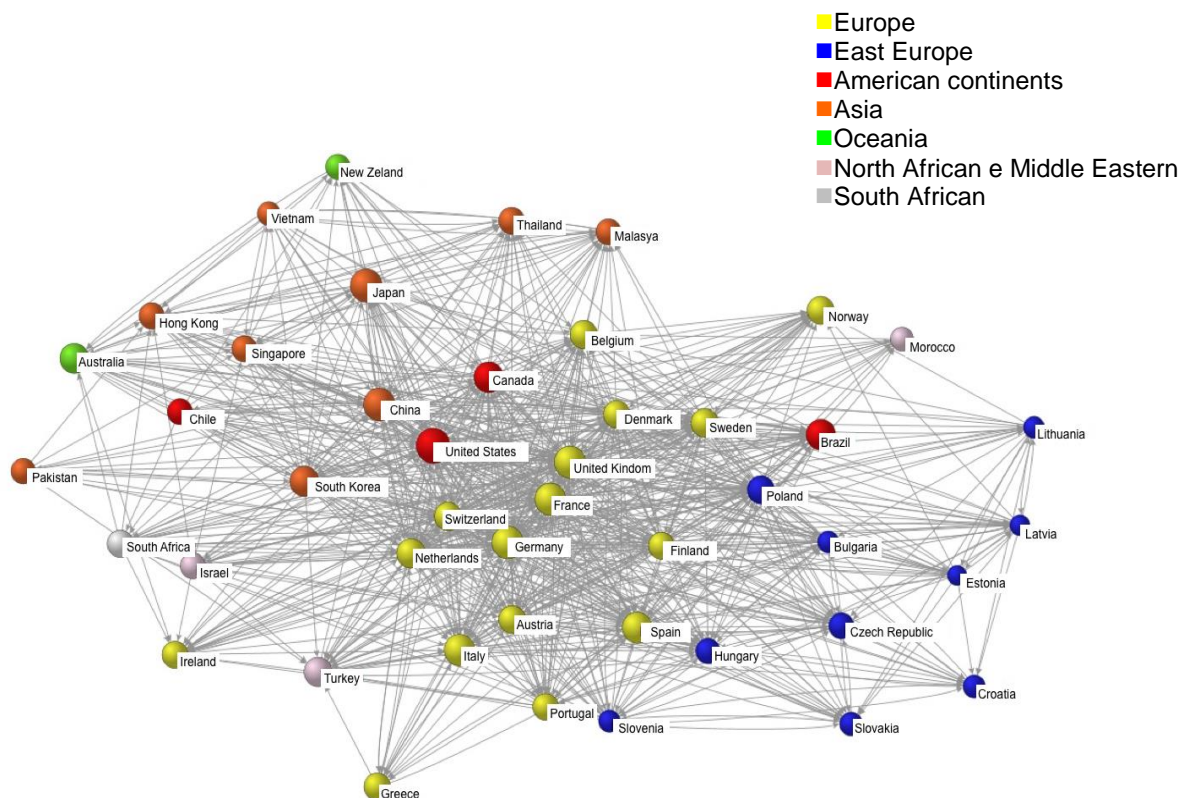 Europe
East Europe
American continents
Asia
Oceania
North African e Middle Eastern
South African
New Zeland
Vietnam
Thailand
Malasya
Japan
Hong Kong
Norway
Belgium
Morocco
Singapore
Australia
Canada
China
Chile
Denmark
Sweden
Lithuania
Brazil
United States
United Kindom
Pakistan
South Korea
Poland
France
Switzerland
Latvia
South Africa
Germany
Finland
Bulgaria
Netherlands
Israel
Estonia
Austria
Spain
Czech Republic
Ireland
Italy
Hungary
Turkey
Croatia
Portugal
Slovenia
Slovakia
Greece